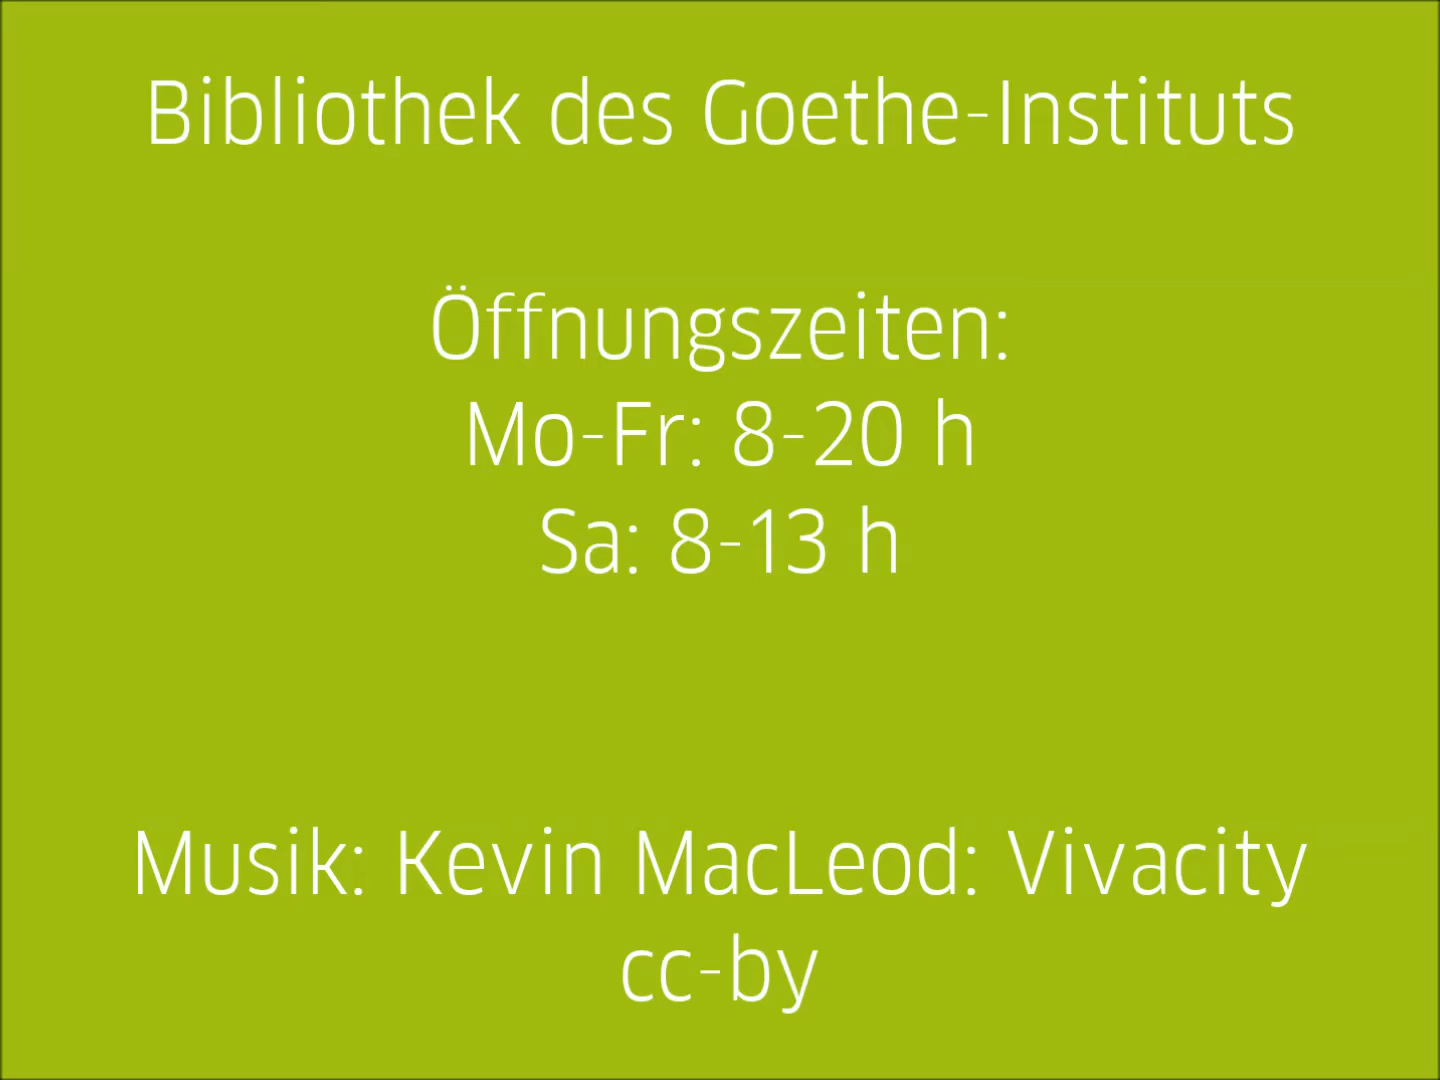 Bibliothek des Goethe-Instituts
Öffnungszeiten:
Mo-Fr: 8-20 h
Sa: 8-13 h
Musik: Kevin MacLeod: Vivacity
cc-by